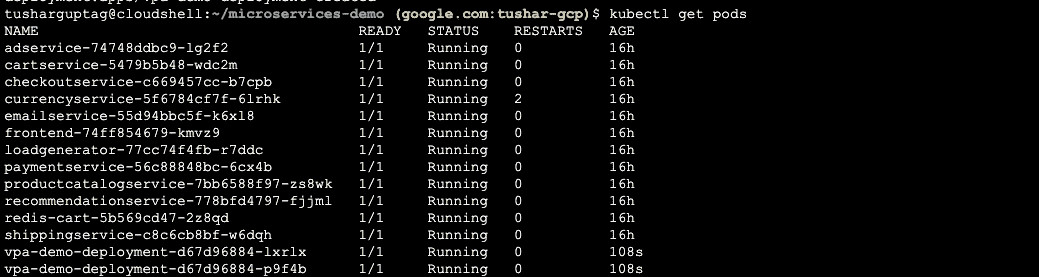 tusharguptag@cloudshell:~/microservices-demo (google.com:tushar-gcp)$ kubectl get pods
NAME READY STATUS RESTARTS AGE
adservice-74748ddbc9-lg2f2 1/1 Running 0 16h
cartservice-5479b5b48-wdc2m 1/1 Running 0 16h
checkoutservice-c669457cc-b7cpb 1/1 Running 0 16h
currencyservice-5f6784cf7f-6lrhk 1/1 Running 2 16h
emailservice-55d94bbc5f-k6xl8 1/1 Running 0 16h
frontend-74ff854679-kmvz9 1/1 Running 0 16h
loadgenerator-77cc74f4fb-r7ddc 1/1 Running 0 16h
paymentservice-56c88848bc-6cx4b 1/1 Running 0 16h
productcatalogservice-7bb6588f97-zs8wk 1/1 Running 0 16h
recommendationservice-778bfd4797-fjjml 1/1 Running 0 16h
redis-cart-5b569cd47-2z8qd 1/1 Running 0 16h
shippingservice-c8c6cb8bf-w6dqh 1/1 Running 0 16h
vpa-demo-deployment-d67d96884-lxrlx 1/1 Running 0 108s
vpa-demo-deployment-d67d96884-p9f4b 1/1 Running 0 108s